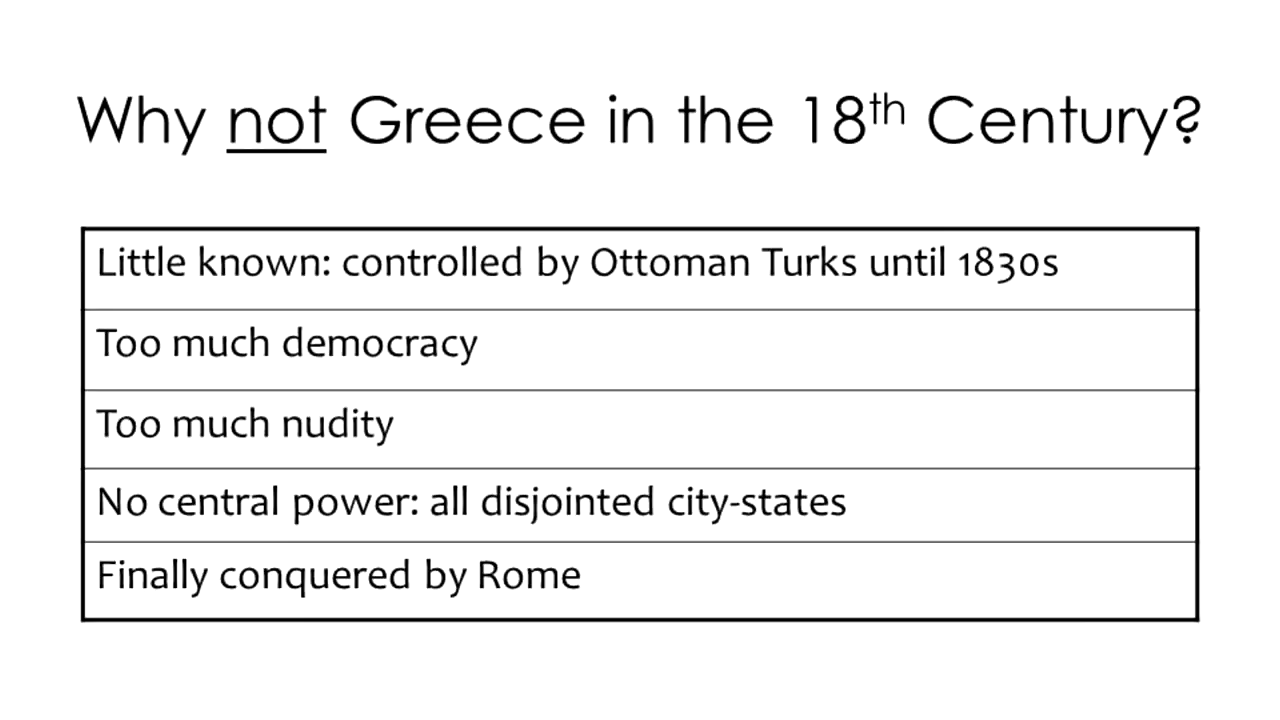 Why not Greece in the 18th Century?
Little known: controlled by Ottoman Turks until 1830s
Too much democracy
Too much nudity
No central power: all disjointed city-states
Finally conquered by Rome